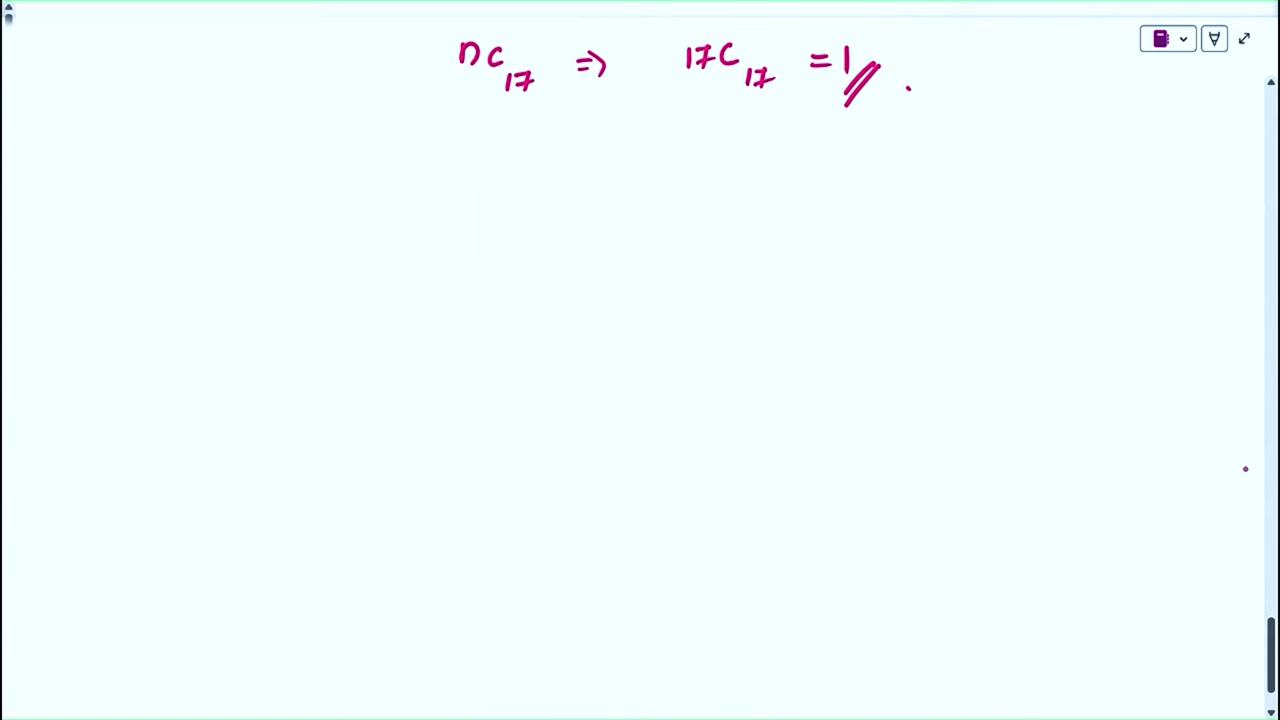 nC₁₇ ⇒ 17C₁₇ = 1